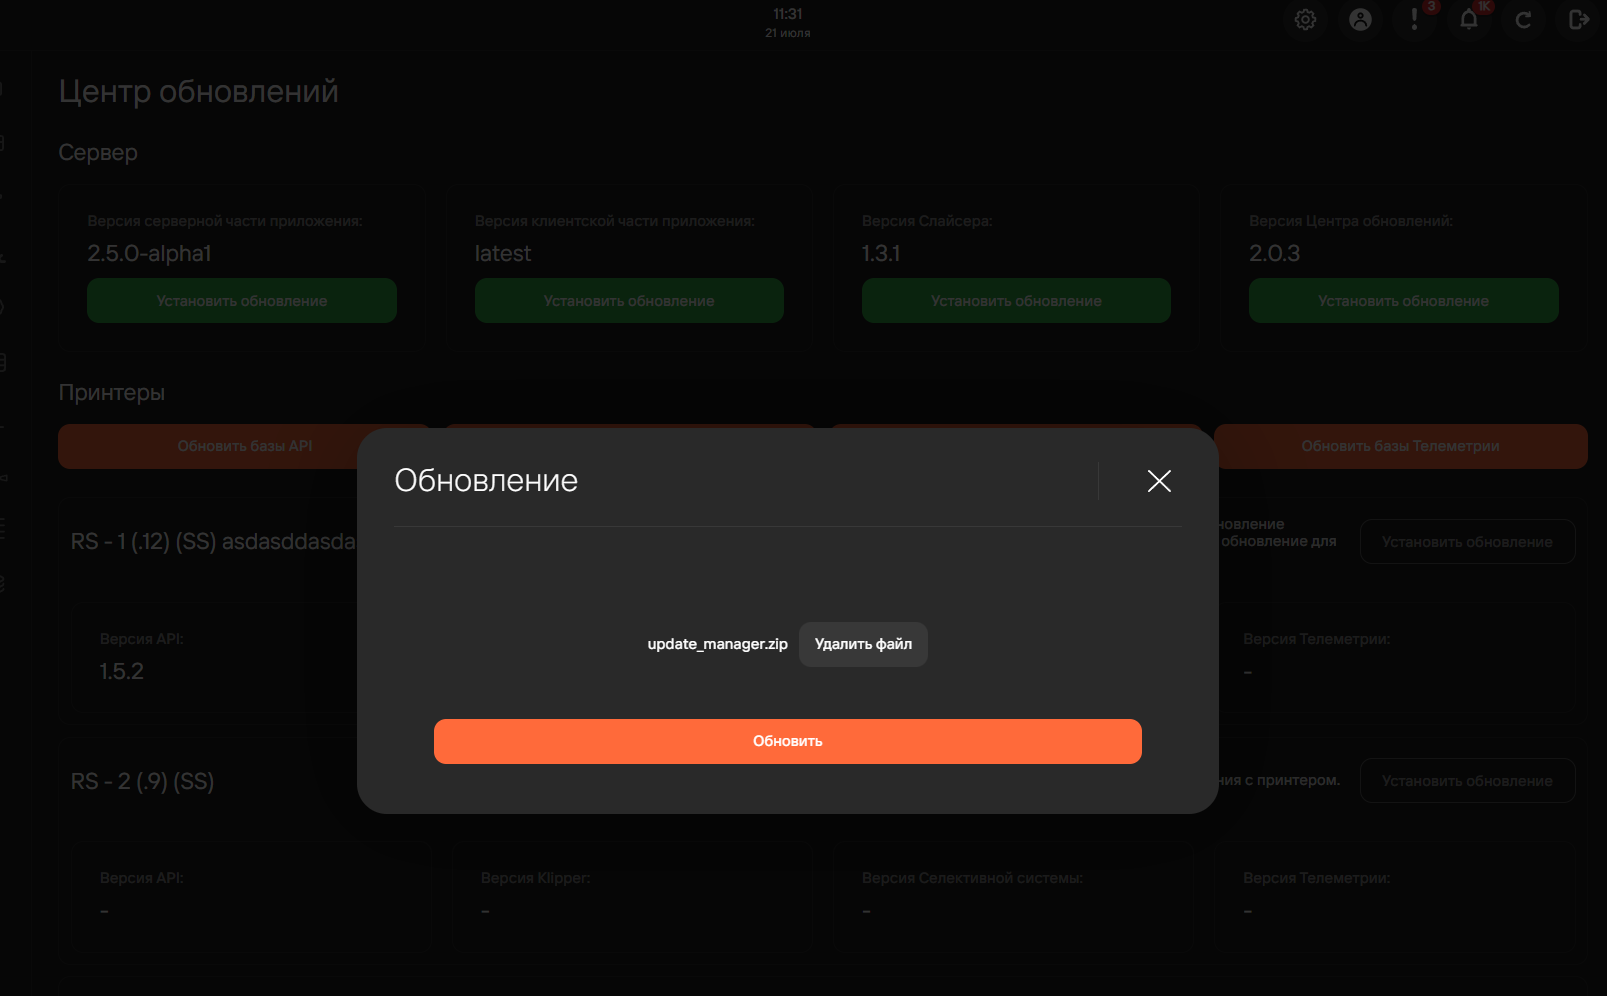 11:31
21 июля
3
1K
Центр обновлений
Сервер
Версия серверной части приложения:
2.5.0-alpha1
Установить обновление
Версия клиентской части приложения:
latest
Установить обновление
Версия Слайсера:
1.3.1
Установить обновление
Версия Центра обновлений:
2.0.3
Установить обновление
Принтеры
Обновить базы API
Обновить базы Телеметрии
Обновление
update_manager.zip
Удалить файл
Обновить
RS - 1 (.12) (SS) asdasddasda
новление
обновление для
Установить обновление
Версия API:
1.5.2
Версия Телеметрии:
-
RS - 2 (.9) (SS)
ния с принтером.
Установить обновление
Версия API:
-
Версия Klipper:
-
Версия Селективной системы:
-
Версия Телеметрии:
-